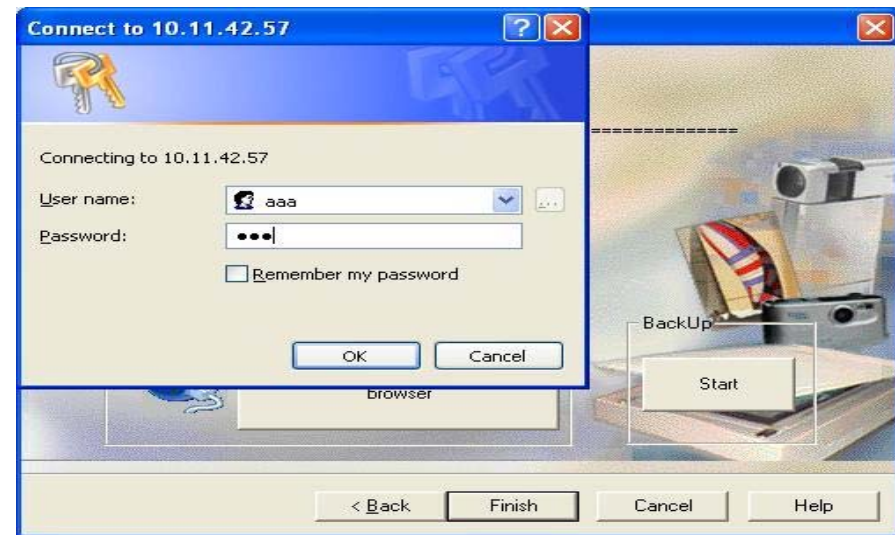 Connect to 10.11.42.57
Connecting to 10.11.42.57
User name: aaa
Password: •••
Remember my password
OK Cancel
==============
BackUp
browser
Start
< Back Finish Cancel Help